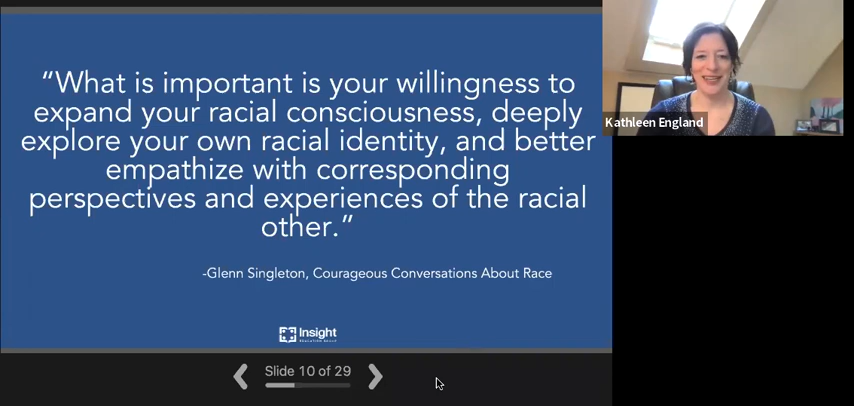 “What is important is your willingness to
expand your racial consciousness, deeply
explore your own racial identity, and better
empathize with corresponding
perspectives and experiences of the racial
other.”
-Glenn Singleton, Courageous Conversations About Race
Insight
EDUCATION GROUP
Slide 10 of 29
Kathleen England